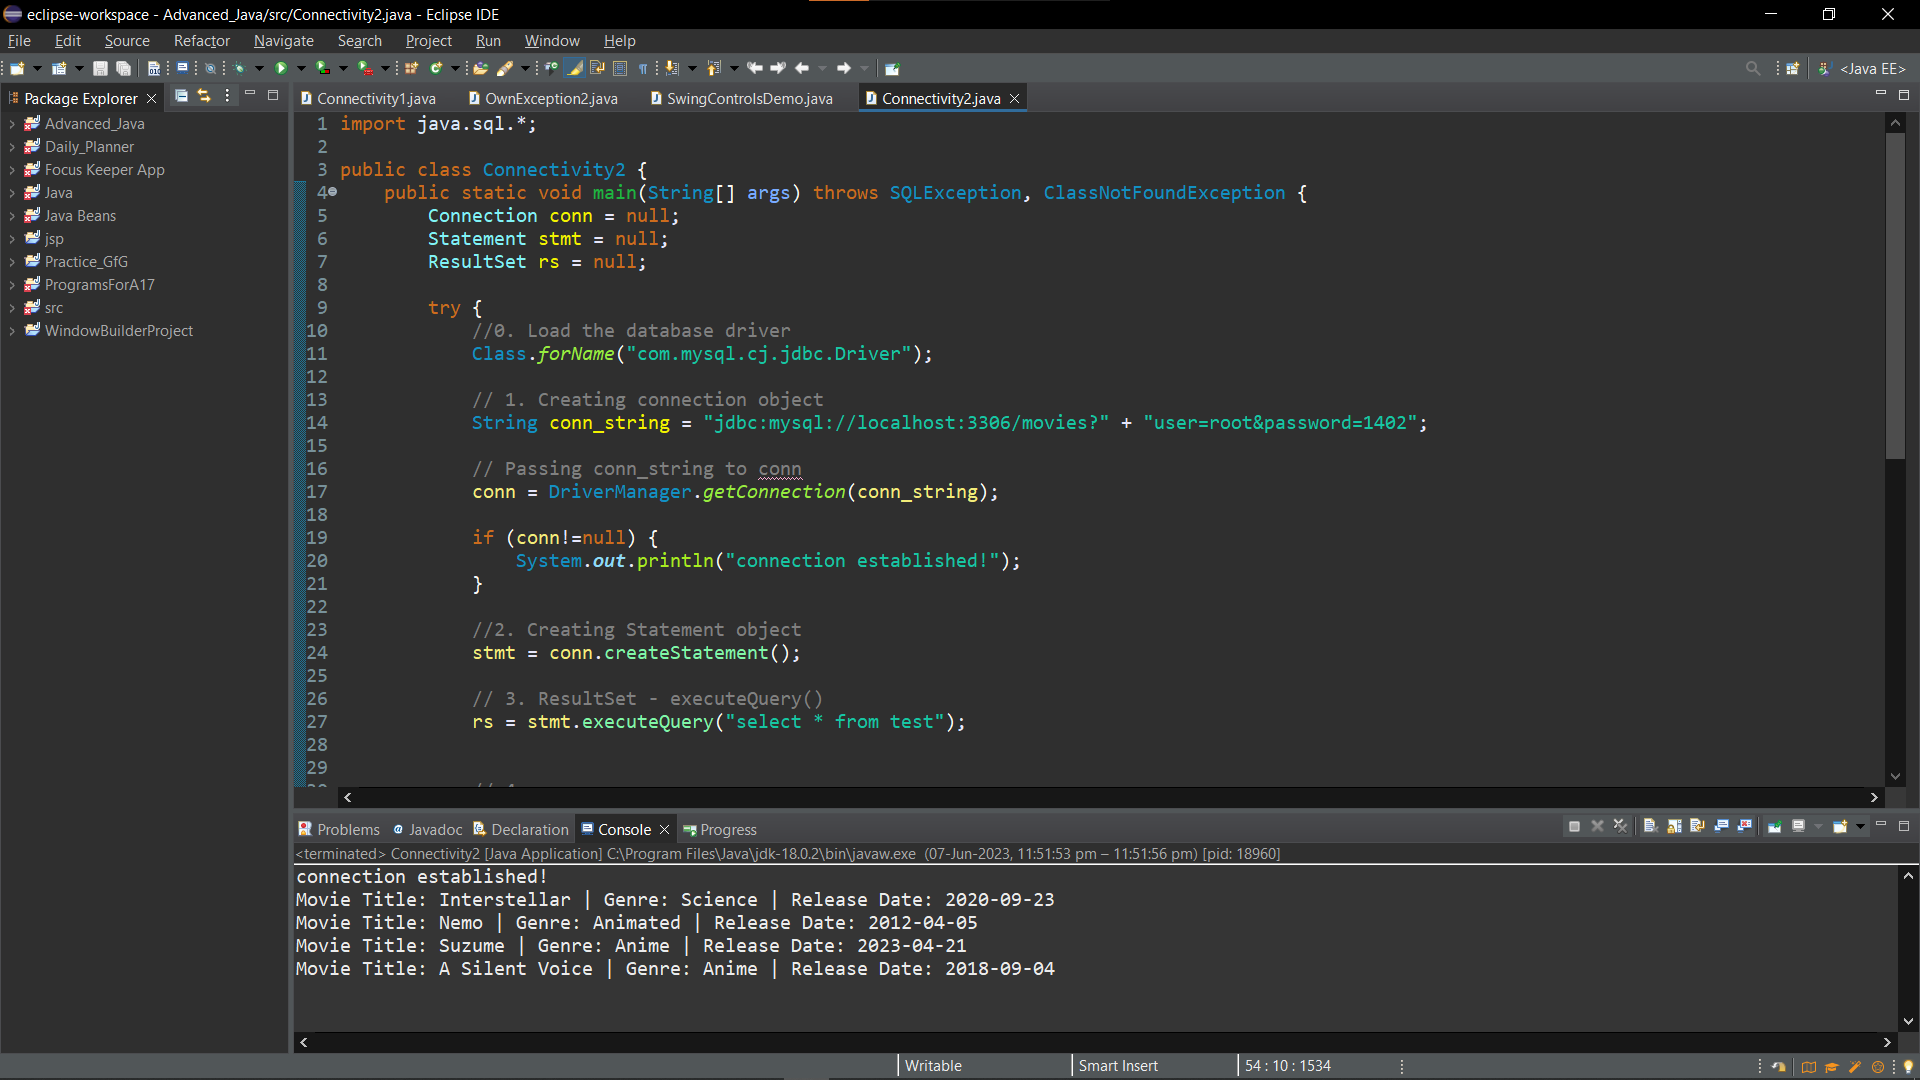 eclipse-workspace - Advanced_Java/src/Connectivity2.java - Eclipse IDE
File Edit Source Refactor Navigate Search Project Run Window Help
<Java EE>
Package Explorer
Advanced_Java
Daily_Planner
Focus Keeper App
Java
Java Beans
jsp
Practice_GfG
ProgramsForA17
src
WindowBuilderProject
Connectivity1.java OwnException2.java SwingControlsDemo.java Connectivity2.java
1 import java.sql.*;
2
3 public class Connectivity2 {
4 public static void main(String[] args) throws SQLException, ClassNotFoundException {
5 Connection conn = null;
6 Statement stmt = null;
7 ResultSet rs = null;
8
9 try {
10 //0. Load the database driver
11 Class.forName("com.mysql.cj.jdbc.Driver");
12
13 // 1. Creating connection object
14 String conn_string = "jdbc:mysql://localhost:3306/movies?" + "user=root&password=1402";
15
16 // Passing conn_string to conn
17 conn = DriverManager.getConnection(conn_string);
18
19 if (conn!=null) {
20 System.out.println("connection established!");
21 }
22
23 //2. Creating Statement object
24 stmt = conn.createStatement();
25
26 // 3. ResultSet - executeQuery()
27 rs = stmt.executeQuery("select * from test");
28
29
Problems Javadoc Declaration Console Progress
<terminated> Connectivity2 [Java Application] C:\Program Files\Java\jdk-18.0.2\bin\javaw.exe (07-Jun-2023, 11:51:53 pm – 11:51:56 pm) [pid: 18960]
connection established!
Movie Title: Interstellar | Genre: Science | Release Date: 2020-09-23
Movie Title: Nemo | Genre: Animated | Release Date: 2012-04-05
Movie Title: Suzume | Genre: Anime | Release Date: 2023-04-21
Movie Title: A Silent Voice | Genre: Anime | Release Date: 2018-09-04
Writable Smart Insert 54 : 10 : 1534